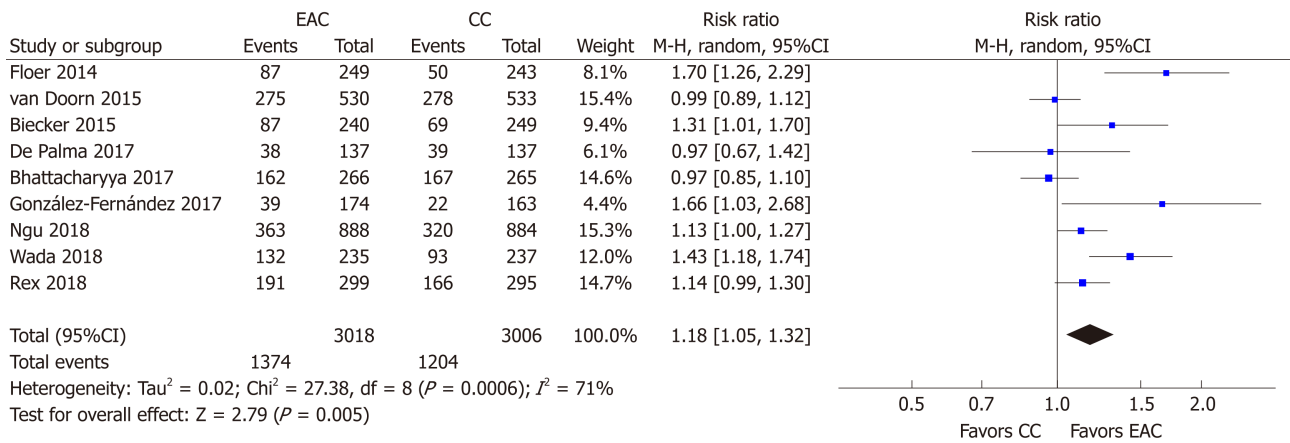 EAC CC Risk ratio Risk ratio
Study or subgroup Events Total Events Total Weight M-H, random, 95%CI M-H, random, 95%CI
Floer 2014 87 249 50 243 8.1% 1.70 [1.26, 2.29]
van Doorn 2015 275 530 278 533 15.4% 0.99 [0.89, 1.12]
Biecker 2015 87 240 69 249 9.4% 1.31 [1.01, 1.70]
De Palma 2017 38 137 39 137 6.1% 0.97 [0.67, 1.42]
Bhattacharyya 2017 162 266 167 265 14.6% 0.97 [0.85, 1.10]
González-Fernández 2017 39 174 22 163 4.4% 1.66 [1.03, 2.68]
Ngu 2018 363 888 320 884 15.3% 1.13 [1.00, 1.27]
Wada 2018 132 235 93 237 12.0% 1.43 [1.18, 1.74]
Rex 2018 191 299 166 295 14.7% 1.14 [0.99, 1.30]
Total (95%CI) 3018 3006 100.0% 1.18 [1.05, 1.32]
Total events 1374 1204
Heterogeneity: Tau² = 0.02; Chi² = 27.38, df = 8 (P = 0.0006); I² = 71%
Test for overall effect: Z = 2.79 (P = 0.005)
0.5 0.7 1.0 1.5 2.0
Favors CC Favors EAC